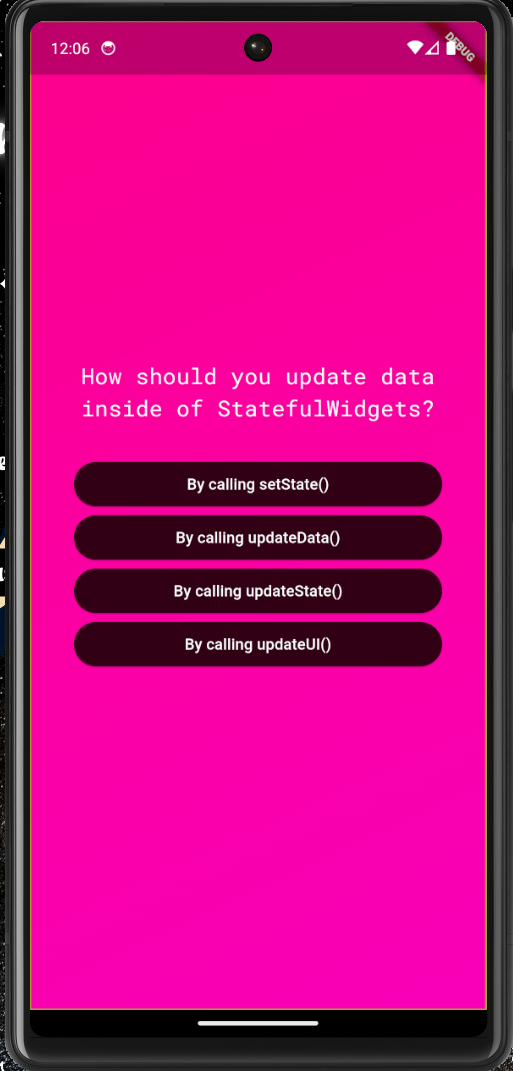 12:06
DEBUG
How should you update data
inside of StatefulWidgets?
By calling setState()
By calling updateData()
By calling updateState()
By calling updateUI()